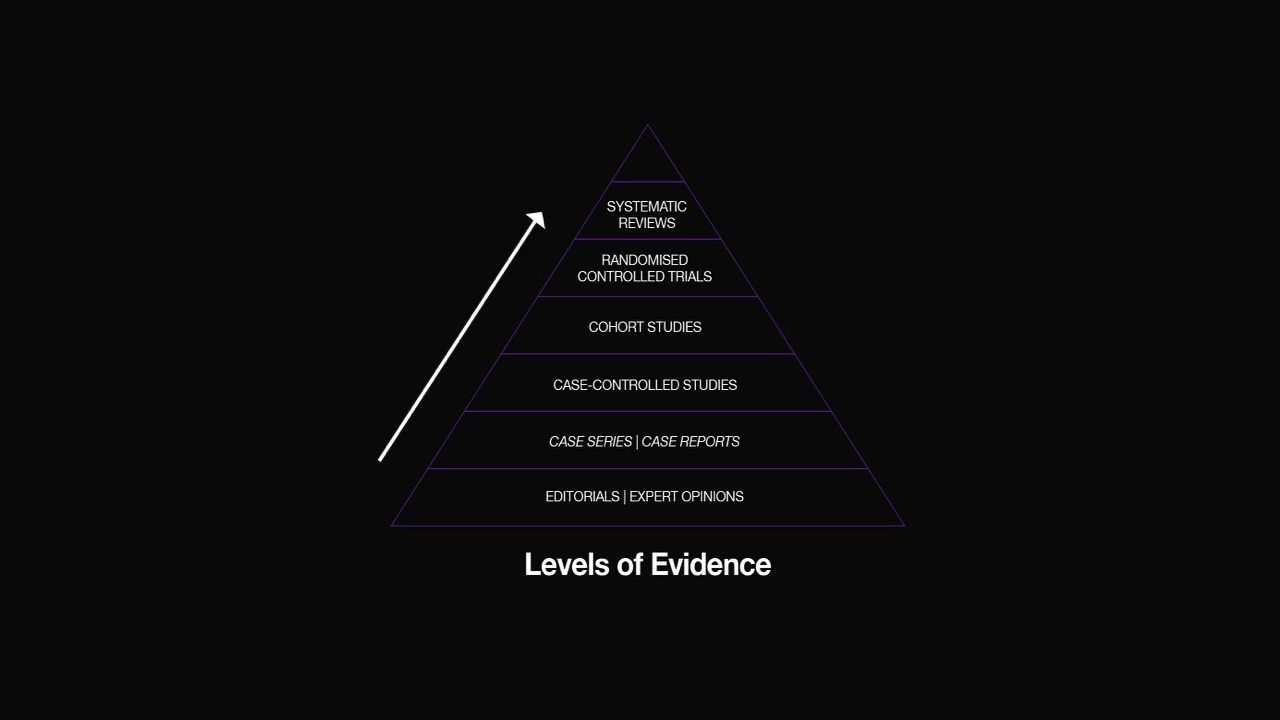 SYSTEMATIC
REVIEWS
RANDOMISED
CONTROLLED TRIALS
COHORT STUDIES
CASE-CONTROLLED STUDIES
CASE SERIES | CASE REPORTS
EDITORIALS | EXPERT OPINIONS
Levels of Evidence